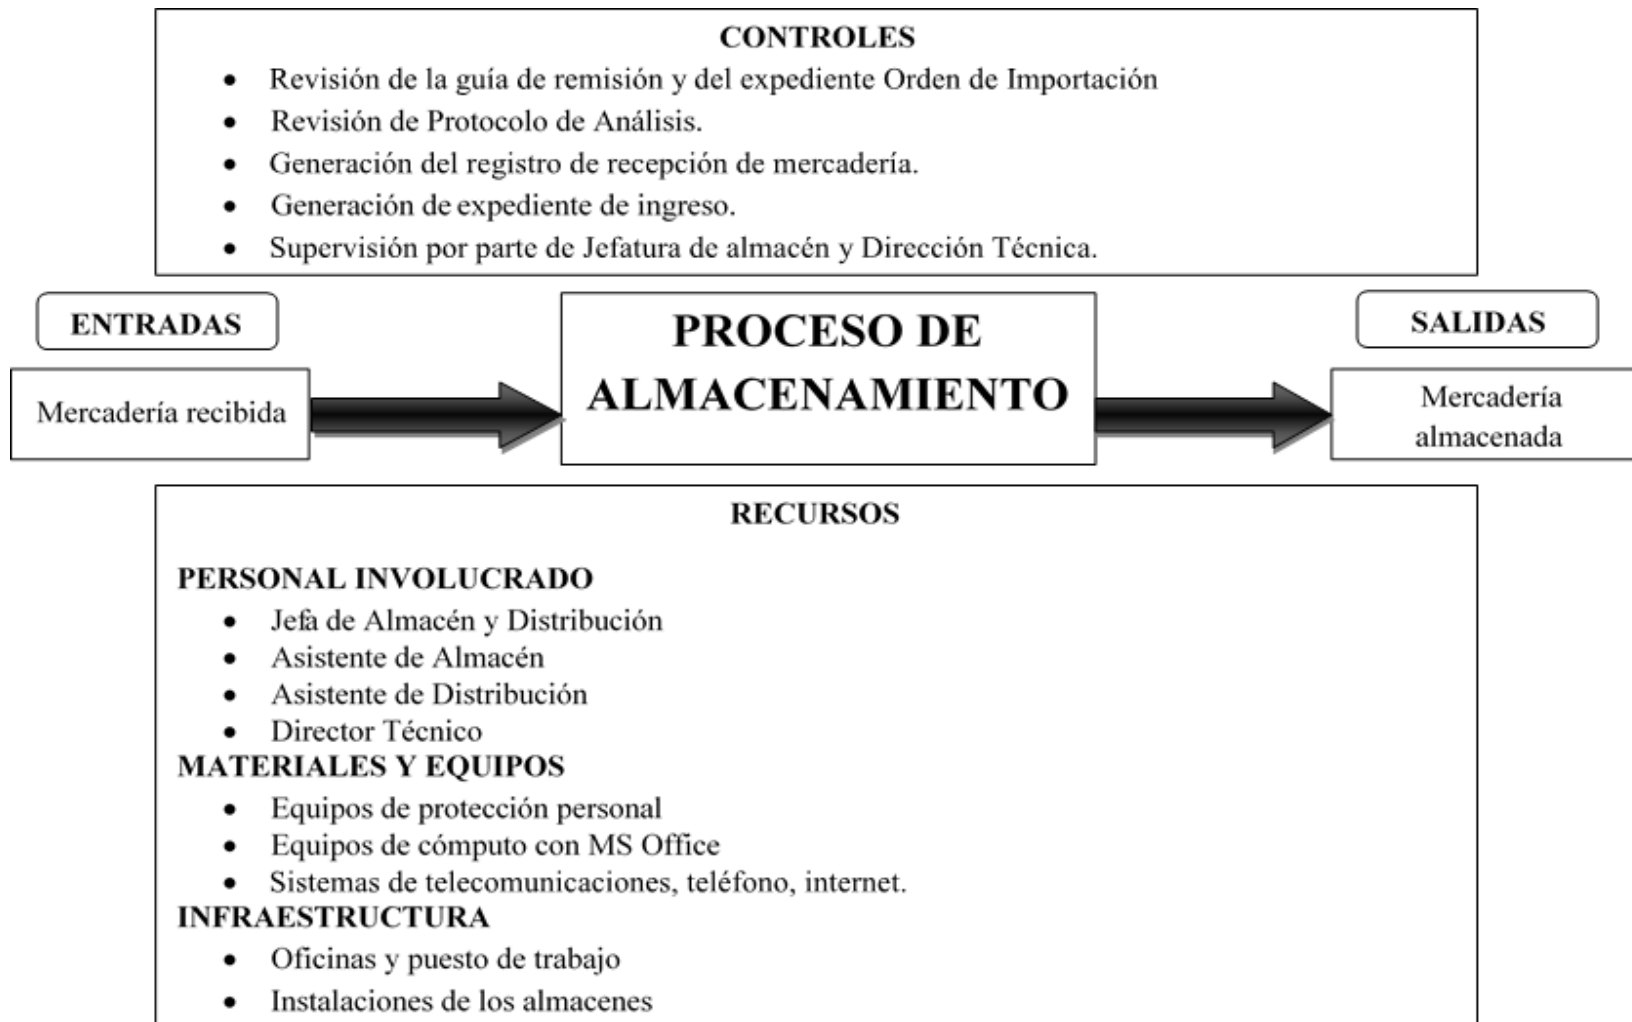 CONTROLES
• Revisión de la guía de remisión y del expediente Orden de Importación
• Revisión de Protocolo de Análisis.
• Generación del registro de recepción de mercadería.
• Generación de expediente de ingreso.
• Supervisión por parte de Jefatura de almacén y Dirección Técnica.
ENTRADAS
Mercadería recibida
PROCESO DE
ALMACENAMIENTO
SALIDAS
Mercadería
almacenada
RECURSOS
PERSONAL INVOLUCRADO
• Jefa de Almacén y Distribución
• Asistente de Almacén
• Asistente de Distribución
• Director Técnico
MATERIALES Y EQUIPOS
• Equipos de protección personal
• Equipos de cómputo con MS Office
• Sistemas de telecomunicaciones, teléfono, internet.
INFRAESTRUCTURA
• Oficinas y puesto de trabajo
• Instalaciones de los almacenes